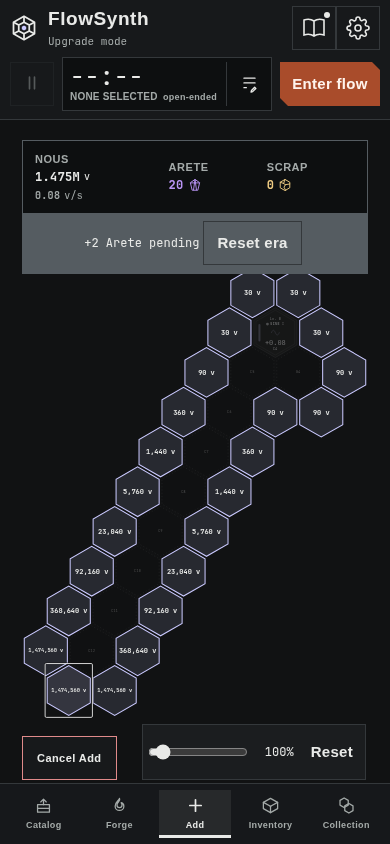 FlowSynth
Upgrade mode
--:--
NONE SELECTED open-ended
Enter flow
NOUS
1.475M v
0.08 v/s
ARETE
20
SCRAP
0
+2 Arete pending
Reset era
30 v
30 v
30 v
30 v
+0.08
90 v
90 v
360 v
90 v
90 v
1,440 v
360 v
5,760 v
1,440 v
23,040 v
5,760 v
92,160 v
23,040 v
368,640 v
92,160 v
1,474,560 v
368,640 v
1,474,560 v
1,474,560 v
Cancel Add
100%
Reset
Catalog
Forge
Add
Inventory
Collection